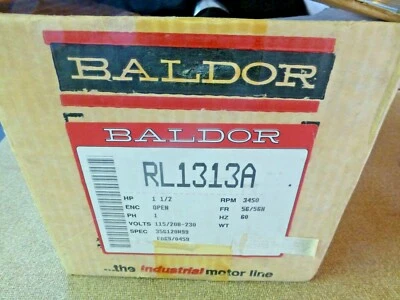 BALDOR
BALDOR
RL1313A
HP 1 1/2 RPM 3450
ENC OPEN FR 56/56H
PH 1 HZ 60
VOLTS 115/208-230 WT
SPEC
...the industrial motor line